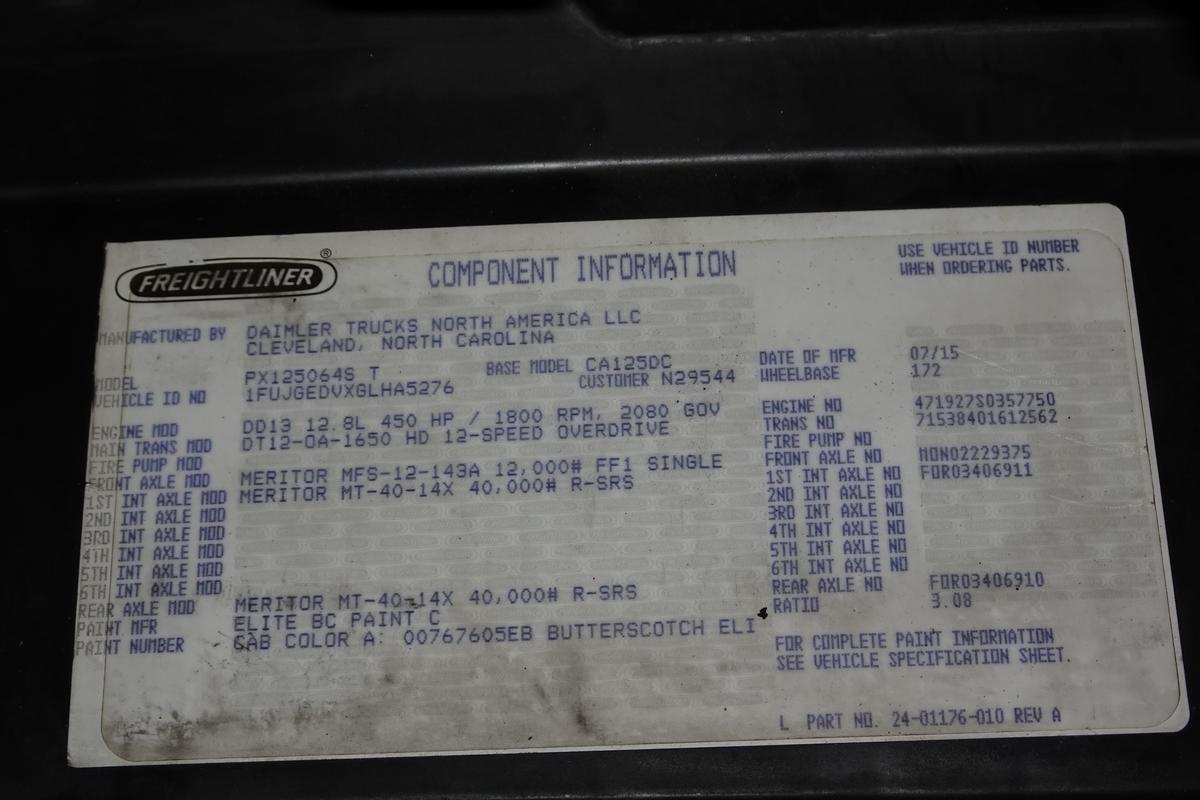 FREIGHTLINER®
COMPONENT INFORMATION
USE VEHICLE ID NUMBER
WHEN ORDERING PARTS.
MANUFACTURED BY DAIMLER TRUCKS NORTH AMERICA LLC
CLEVELAND, NORTH CAROLINA
MODEL PX125064S T BASE MODEL CA125DC
VEHICLE ID NO 1FUJGEDVXGLHA5276 CUSTOMER N29544
ENGINE MOD DD13 12.8L 450 HP / 1800 RPM, 2080 GOV
MAIN TRANS MOD DT12-OA-1650 HD 12-SPEED OVERDRIVE
FIRE PUMP MOD
FRONT AXLE MOD MERITOR MFS-12-143A 12,000# FF1 SINGLE
1ST INT AXLE MOD MERITOR MT-40-14X 40,000# R-SRS
2ND INT AXLE MOD
3RD INT AXLE MOD
4TH INT AXLE MOD
5TH INT AXLE MOD
6TH INT AXLE MOD
REAR AXLE MOD MERITOR MT-40-14X 40,000# R-SRS
PAINT MFR ELITE BC PAINT C
PAINT NUMBER CAB COLOR A: 00767605EB BUTTERSCOTCH ELI
DATE OF MFR 07/15
WHEELBASE 172
ENGINE NO 471927S0357750
TRANS NO 71538401612562
FIRE PUMP NO
FRONT AXLE NO MON02229375
1ST INT AXLE NO FOR03406911
2ND INT AXLE NO
3RD INT AXLE NO
4TH INT AXLE NO
5TH INT AXLE NO
6TH INT AXLE NO
REAR AXLE NO FOR03406910
RATIO 3.08
FOR COMPLETE PAINT INFORMATION
SEE VEHICLE SPECIFICATION SHEET.
L PART NO. 24-01176-010 REV A